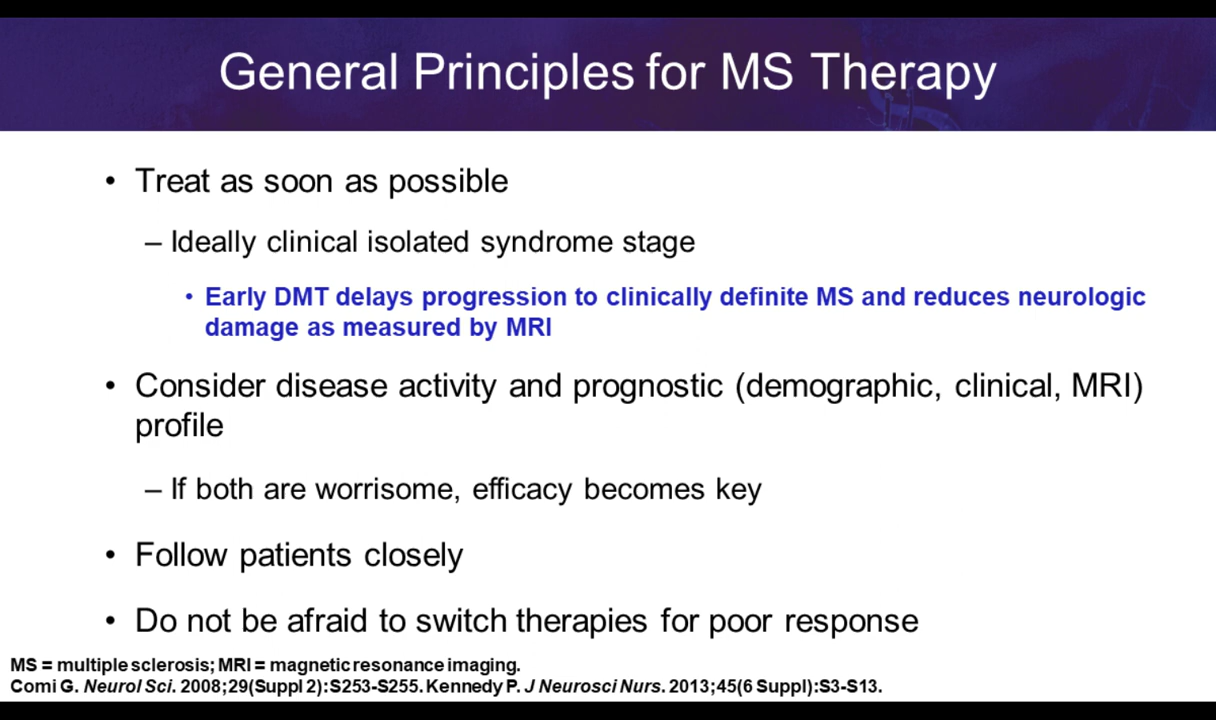 General Principles for MS Therapy
• Treat as soon as possible
– Ideally clinical isolated syndrome stage
• Early DMT delays progression to clinically definite MS and reduces neurologic
damage as measured by MRI
• Consider disease activity and prognostic (demographic, clinical, MRI)
profile
– If both are worrisome, efficacy becomes key
• Follow patients closely
• Do not be afraid to switch therapies for poor response
MS = multiple sclerosis; MRI = magnetic resonance imaging.
Comi G. Neurol Sci. 2008;29(Suppl 2):S253-S255. Kennedy P. J Neurosci Nurs. 2013;45(6 Suppl):S3-S13.